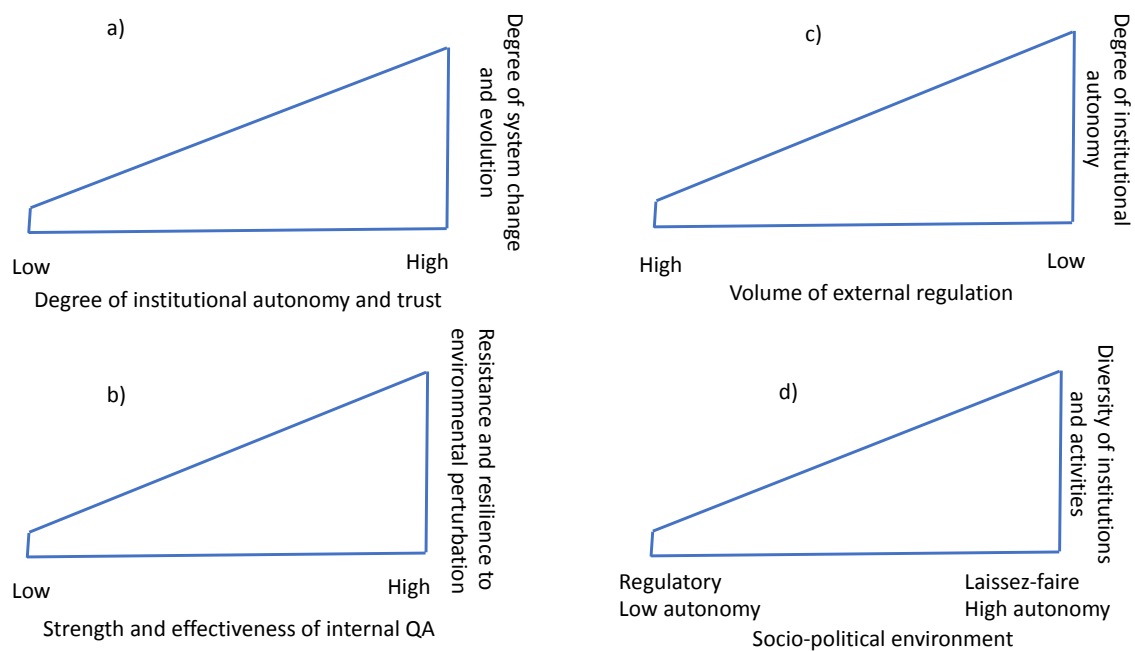 a)
Degree of system change
and evolution
Low
High
Degree of institutional autonomy and trust
c)
Degree of institutional
autonomy
High
Low
Volume of external regulation
b)
Resistance and resilience to
environmental perturbation
Low
High
Strength and effectiveness of internal QA
d)
Diversity of institutions
and activities
Regulatory
Low autonomy
Laissez-faire
High autonomy
Socio-political environment